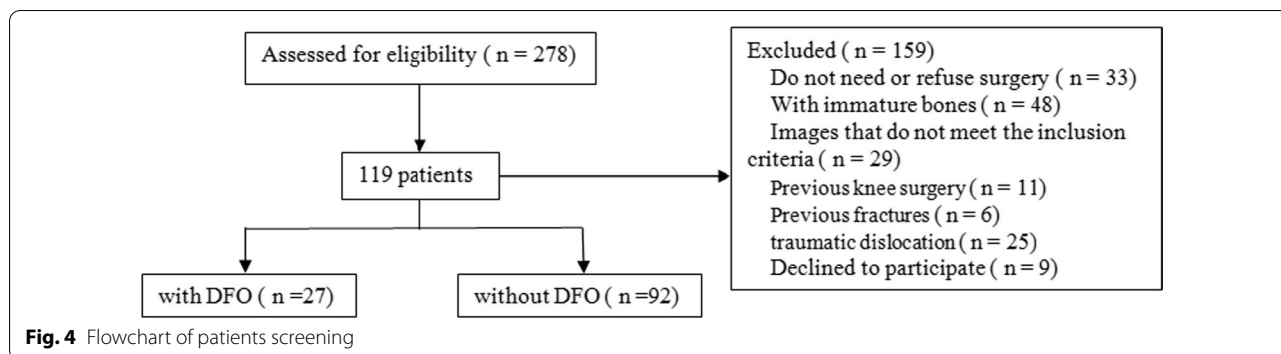 Assessed for eligibility ( n = 278)
Excluded ( n = 159)
Do not need or refuse surgery ( n = 33)
With immature bones ( n = 48)
Images that do not meet the inclusion
criteria ( n = 29)
Previous knee surgery ( n = 11)
Previous fractures ( n = 6)
traumatic dislocation ( n = 25)
Declined to participate ( n = 9)
119 patients
with DFO ( n =27)
without DFO ( n =92)
Fig. 4 Flowchart of patients screening